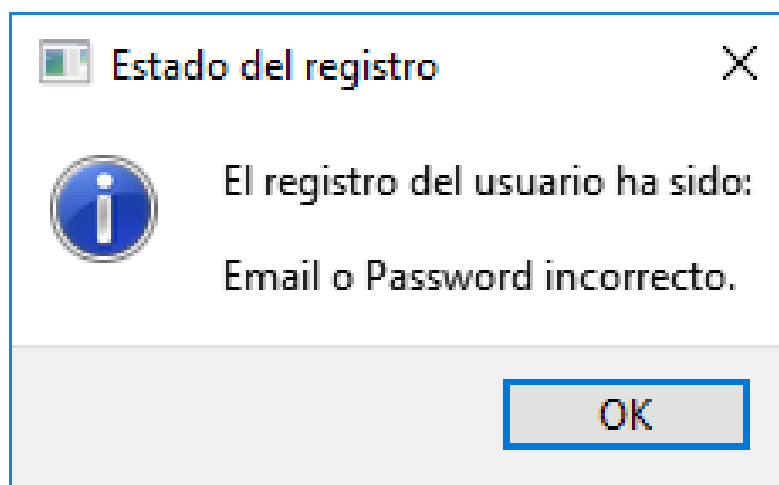 Estado del registro
El registro del usuario ha sido:
Email o Password incorrecto.
OK